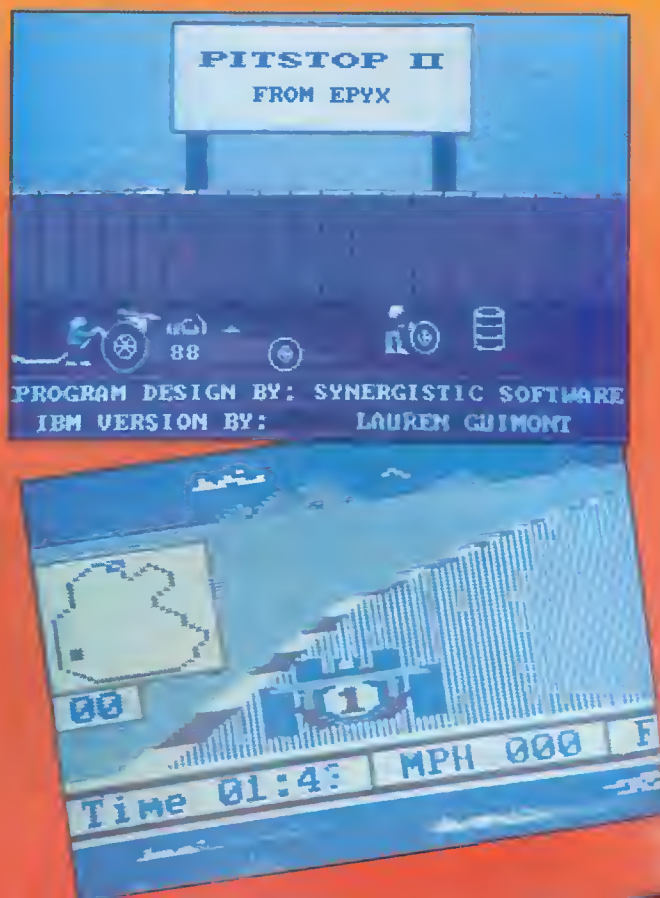 PITSTOP II
FROM EPYX
88
PROGRAM DESIGN BY: SYNERGISTIC SOFTWARE
IBM VERSION BY: LAUREN GUIMONT
00
1
Time 01:4 MPH 000 F